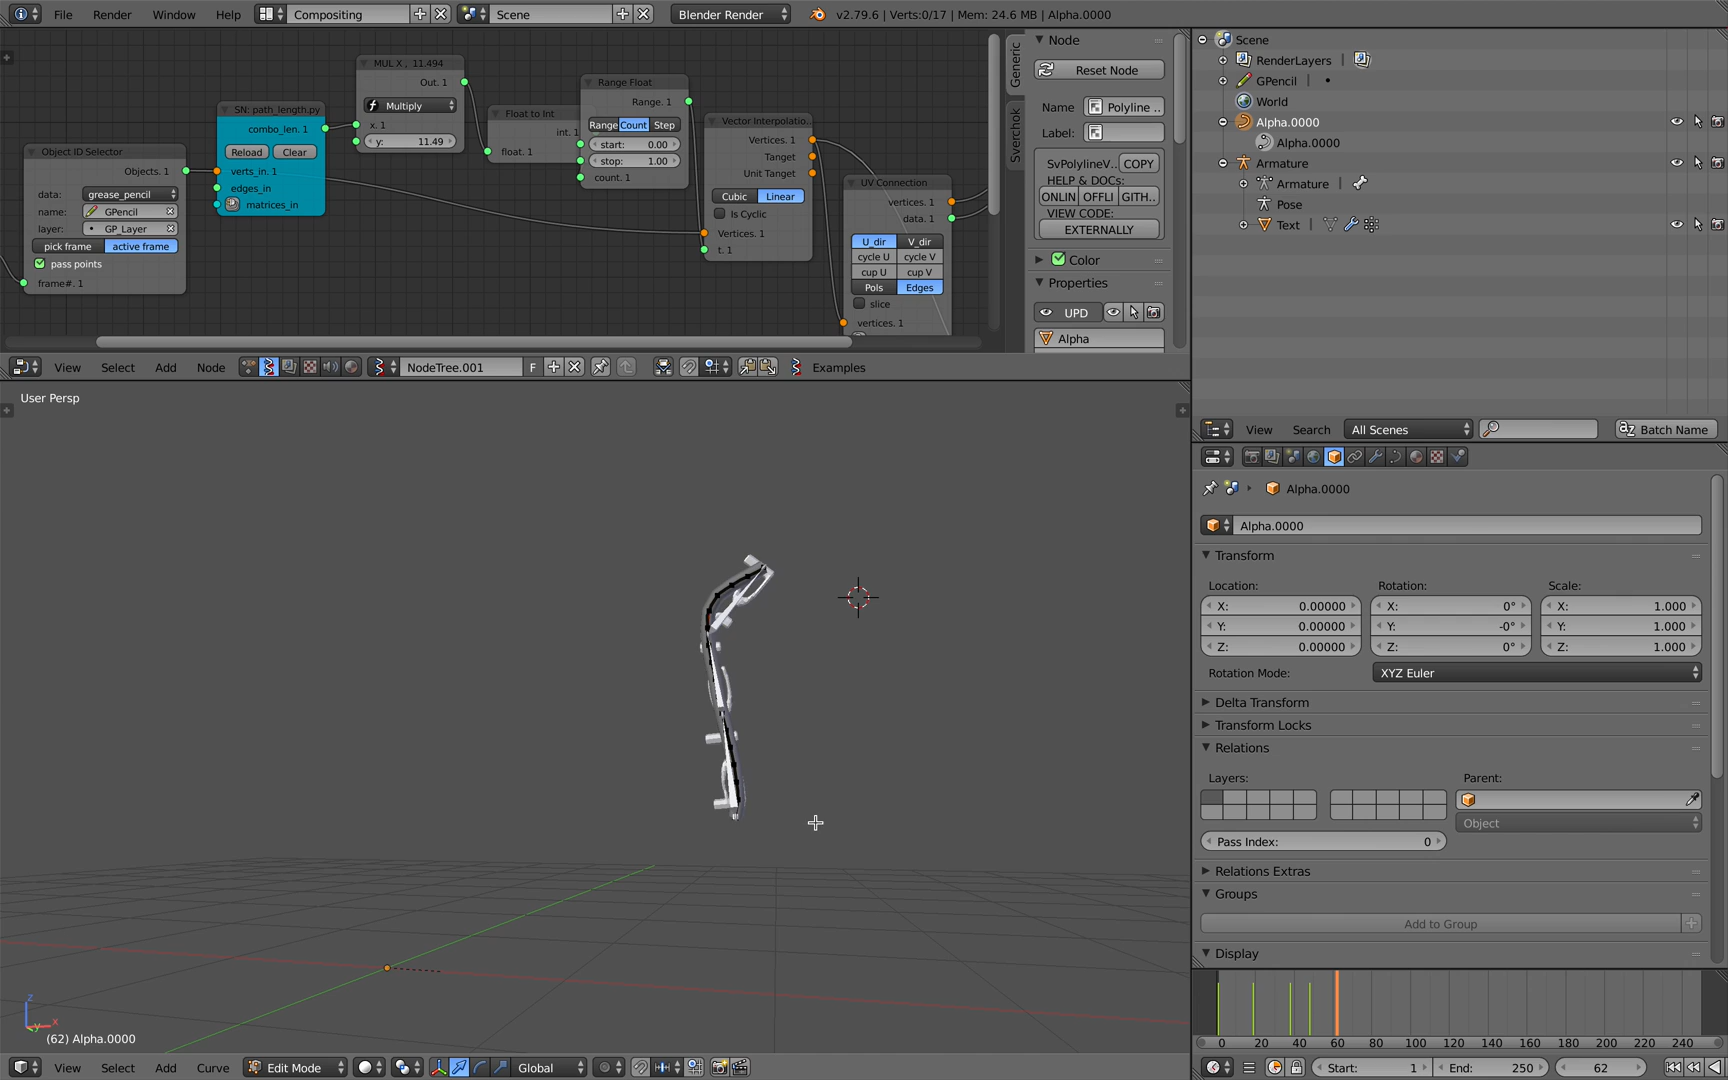 File Render Window Help Compositing Scene Blender Render v2.79.6 | Verts:0/17 | Mem: 24.6 MB | Alpha.0000
MUL X , 11.494
Out. 1
Multiply
x. 1
y: 11.49
SN: path_length.py
combo_len. 1
Reload Clear
verts_in. 1
edges_in
matrices_in
Object ID Selector
Objects. 1
data: grease_pencil
name: GPencil
layer: GP_Layer
pick frame active frame
pass points
frame#. 1
Float to Int
int. 1
float. 1
Range Float
Range. 1
Range Count Step
start: 0.00
stop: 1.00
count. 1
Vector Interpolatio..
Vertices. 1
Target
Unit Target
Cubic Linear
Is Cyclic
Vertices. 1
t. 1
UV Connection
vertices. 1
data. 1
U_dir V_dir
cycle U cycle V
cup U cup V
Pols Edges
slice
vertices. 1
Generic
Sverchok
Node
Reset Node
Name Polyline ..
Label:
SvPolylineV.. COPY
HELP & DOCs:
ONLIN OFFLI GITH..
VIEW CODE:
EXTERNALLY
Color
Properties
UPD
Alpha
View Select Add Node NodeTree.001 F Examples
Scene
RenderLayers
GPencil
World
Alpha.0000
Alpha.0000
Armature
Armature
Pose
Text
View Search All Scenes Batch Name
User Persp
z
y x
(62) Alpha.0000
View Select Add Curve Edit Mode Global
Alpha.0000
Alpha.0000
Transform
Location: Rotation: Scale:
X: 0.00000 X: 0° X: 1.000
Y: 0.00000 Y: -0° Y: 1.000
Z: 0.00000 Z: 0° Z: 1.000
Rotation Mode: XYZ Euler
Delta Transform
Transform Locks
Relations
Layers: Parent:
Object
Pass Index: 0
Relations Extras
Groups
Add to Group
Display
0 20 40 60 80 100 120 140 160 180 200 220 240
Start: 1 End: 250 62